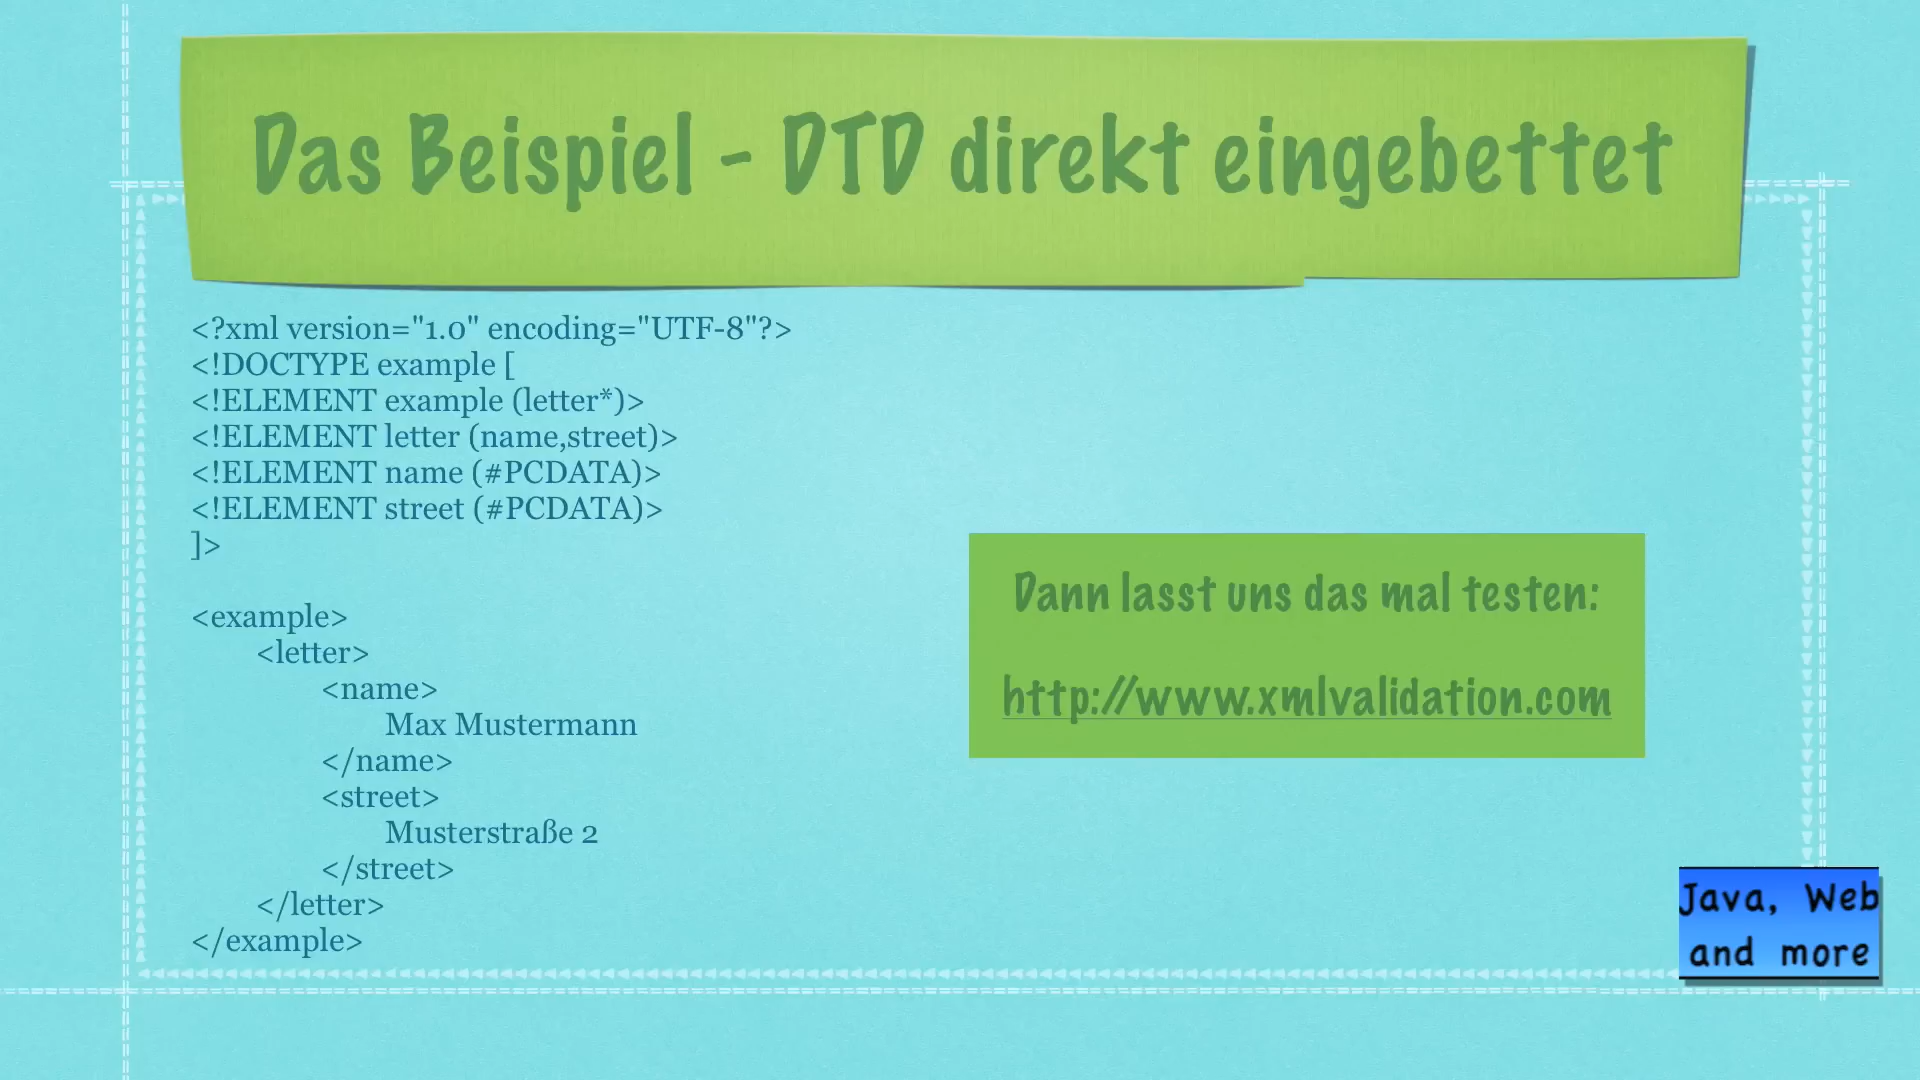 Das Beispiel - DTD direkt eingebettet
<?xml version="1.0" encoding="UTF-8"?>
<!DOCTYPE example [
<!ELEMENT example (letter*)>
<!ELEMENT letter (name,street)>
<!ELEMENT name (#PCDATA)>
<!ELEMENT street (#PCDATA)>
]>
<example>
<letter>
<name>
Max Mustermann
</name>
<street>
Musterstraße 2
</street>
</letter>
</example>
Dann lasst uns das mal testen:
http://www.xmlvalidation.com
Java, Web
and more